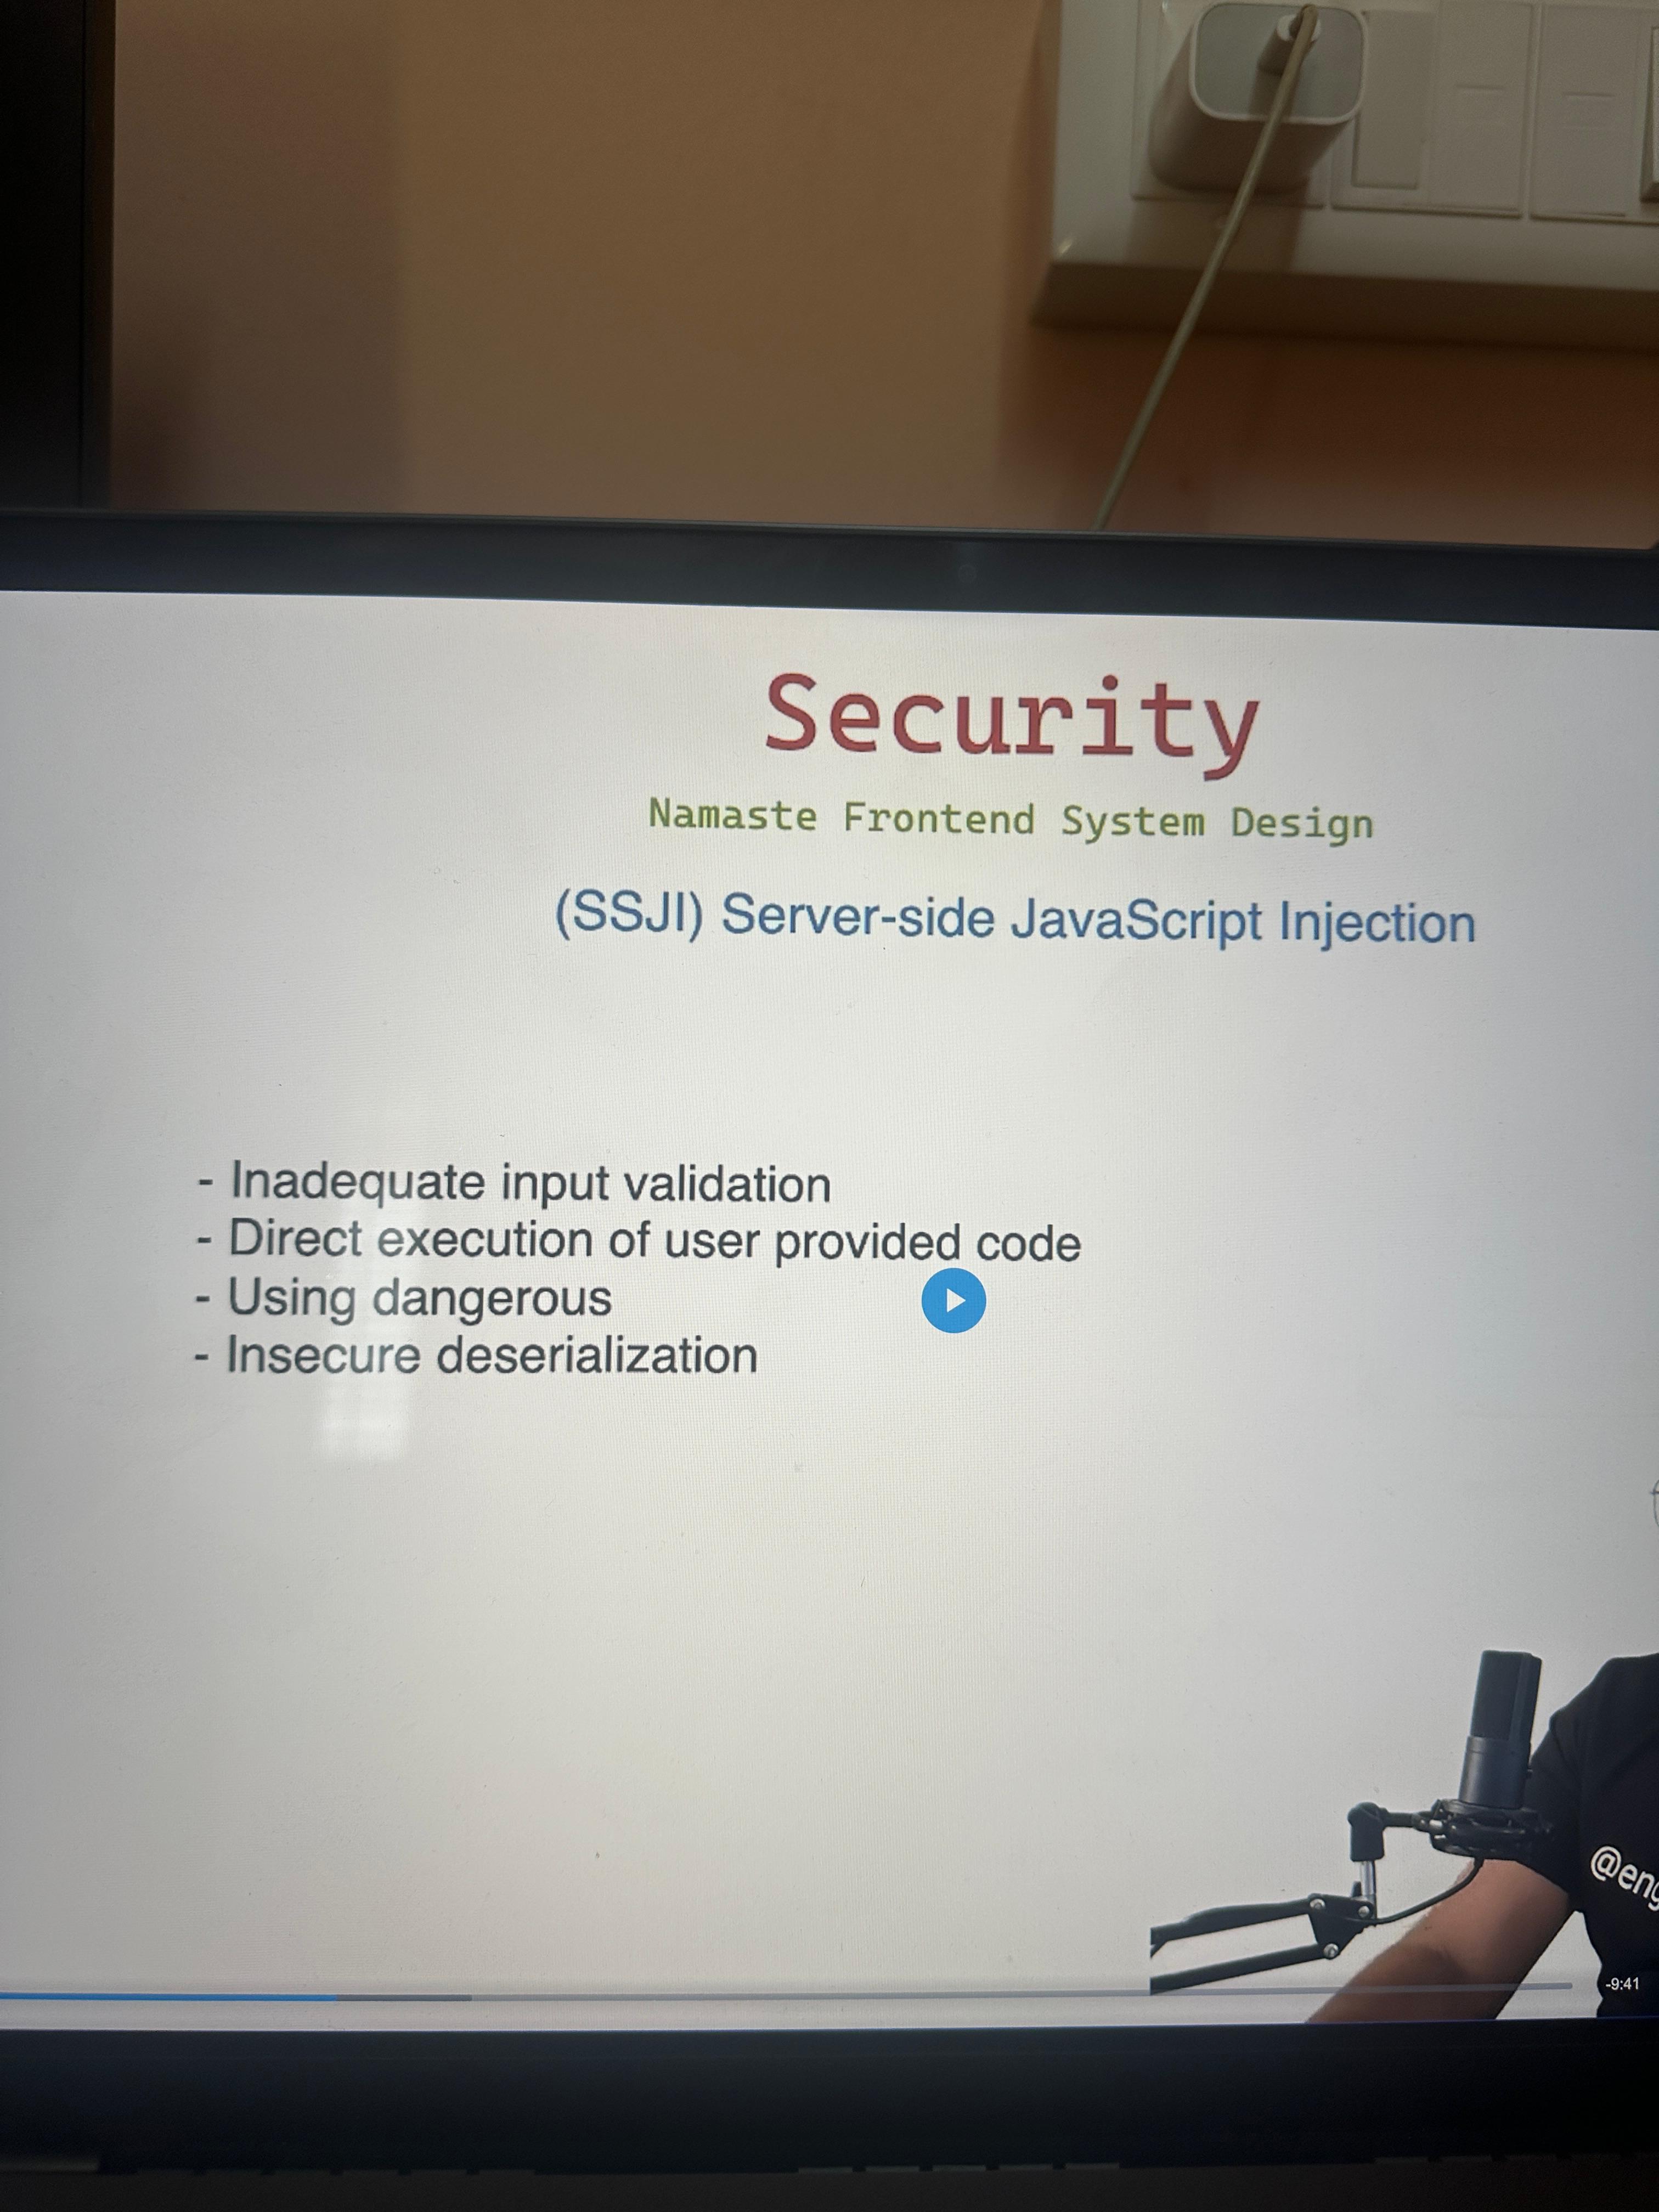 Security
Namaste Frontend System Design
(SSJI) Server-side JavaScript Injection
- Inadequate input validation
- Direct execution of user provided code
- Using dangerous
- Insecure deserialization
@eng
-9:41